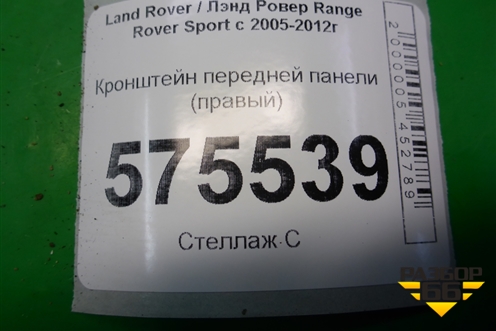 Land Rover / Лэнд Ровер Range
Rover Sport с 2005-2012г
Кронштейн передней панели
(правый)
575539
Стеллаж С
2000005452789
РАЗБОР
66